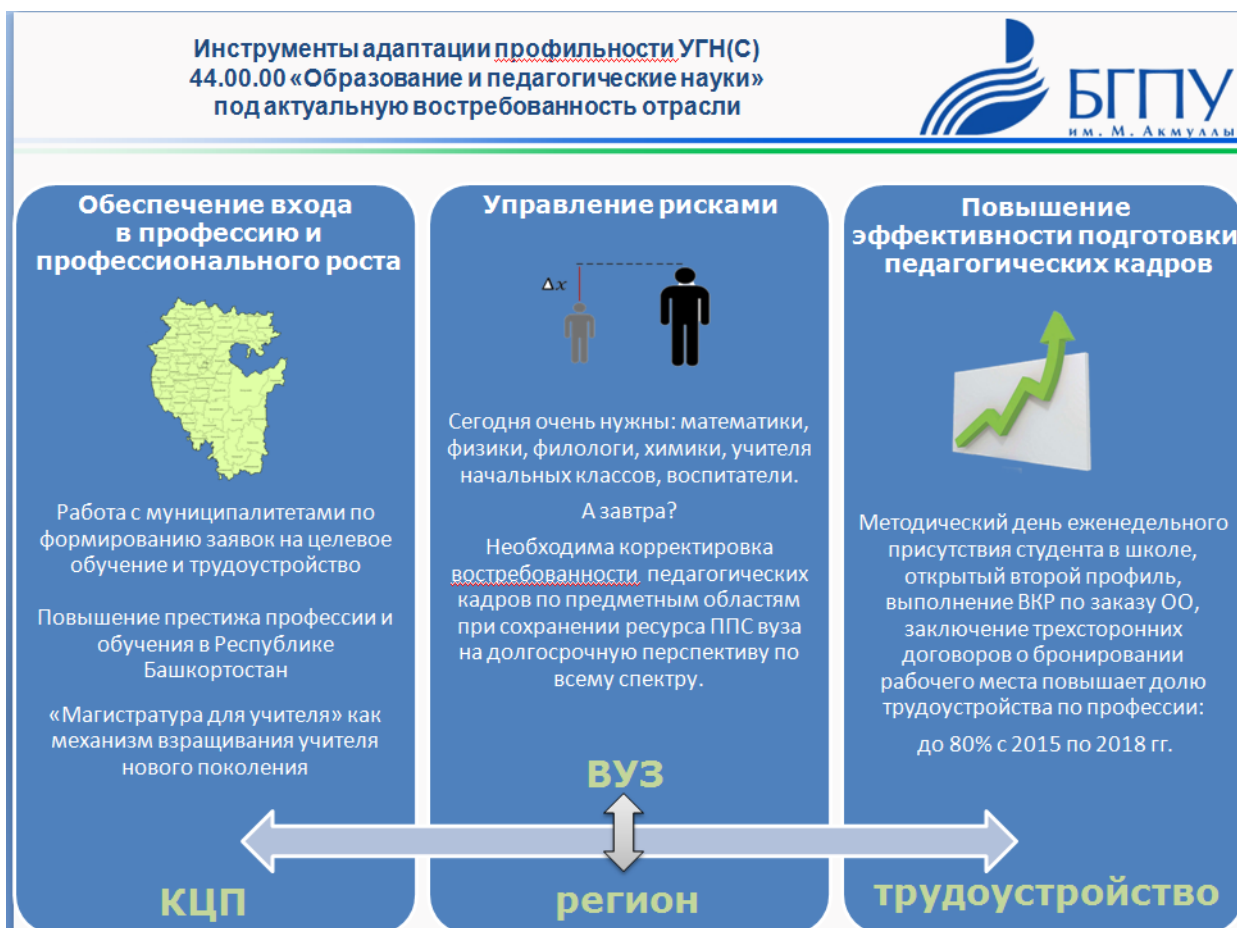 Инструменты адаптации профильности УГН(С)
44.00.00 «Образование и педагогические науки»
под актуальную востребованность отрасли
БГПУ
им. М. Акмуллы
Обеспечение входа
в профессию и
профессионального роста
Работа с муниципалитетами по
формированию заявок на целевое
обучение и трудоустройство
Повышение престижа профессии и
обучения в Республике
Башкортостан
«Магистратура для учителя» как
механизм взращивания учителя
нового поколения
КЦП
Управление рисками
Δx
Сегодня очень нужны: математики,
физики, филологи, химики, учителя
начальных классов, воспитатели.
А завтра?
Необходима корректировка
востребованности педагогических
кадров по предметным областям
при сохранении ресурса ППС вуза
на долгосрочную перспективу по
всему спектру.
ВУЗ
регион
Повышение
эффективности подготовки
педагогических кадров
Методический день еженедельного
присутствия студента в школе,
открытый второй профиль,
выполнение ВКР по заказу ОО,
заключение трехсторонних
договоров о бронировании
рабочего места повышает долю
трудоустройства по профессии:
до 80% с 2015 по 2018 гг.
трудоустройство